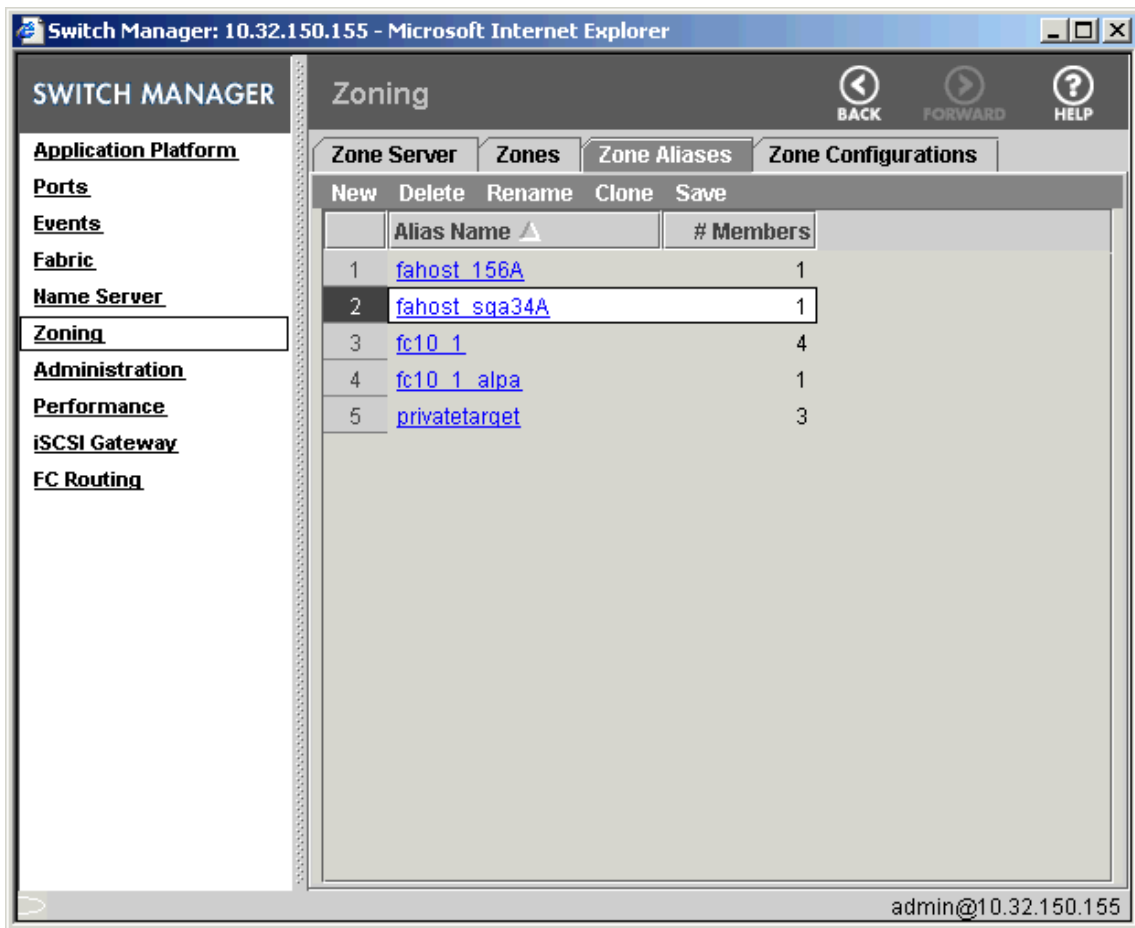 Switch Manager: 10.32.150.155 - Microsoft Internet Explorer
SWITCH MANAGER
Application Platform
Ports
Events
Fabric
Name Server
Zoning
Administration
Performance
iSCSI Gateway
FC Routing
Zoning
BACK FORWARD HELP
Zone Server Zones Zone Aliases Zone Configurations
New Delete Rename Clone Save
Alias Name # Members
1 fahost_156A 1
2 fahost_sqa34A 1
3 fc10_1 4
4 fc10_1_alpa 1
5 privatetarget 3
admin@10.32.150.155